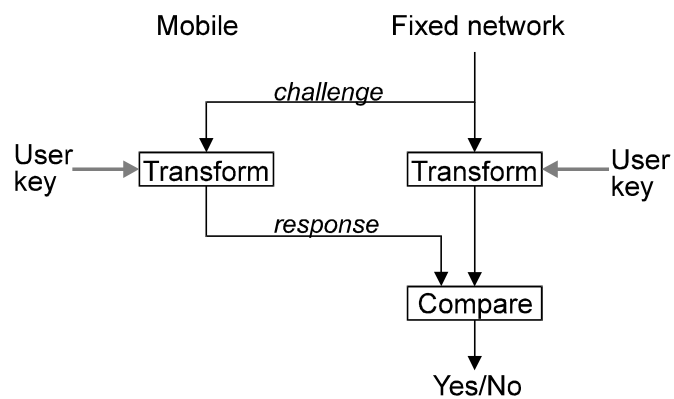 Mobile
Fixed network
challenge
User
key
Transform
Transform
User
key
response
Compare
Yes/No